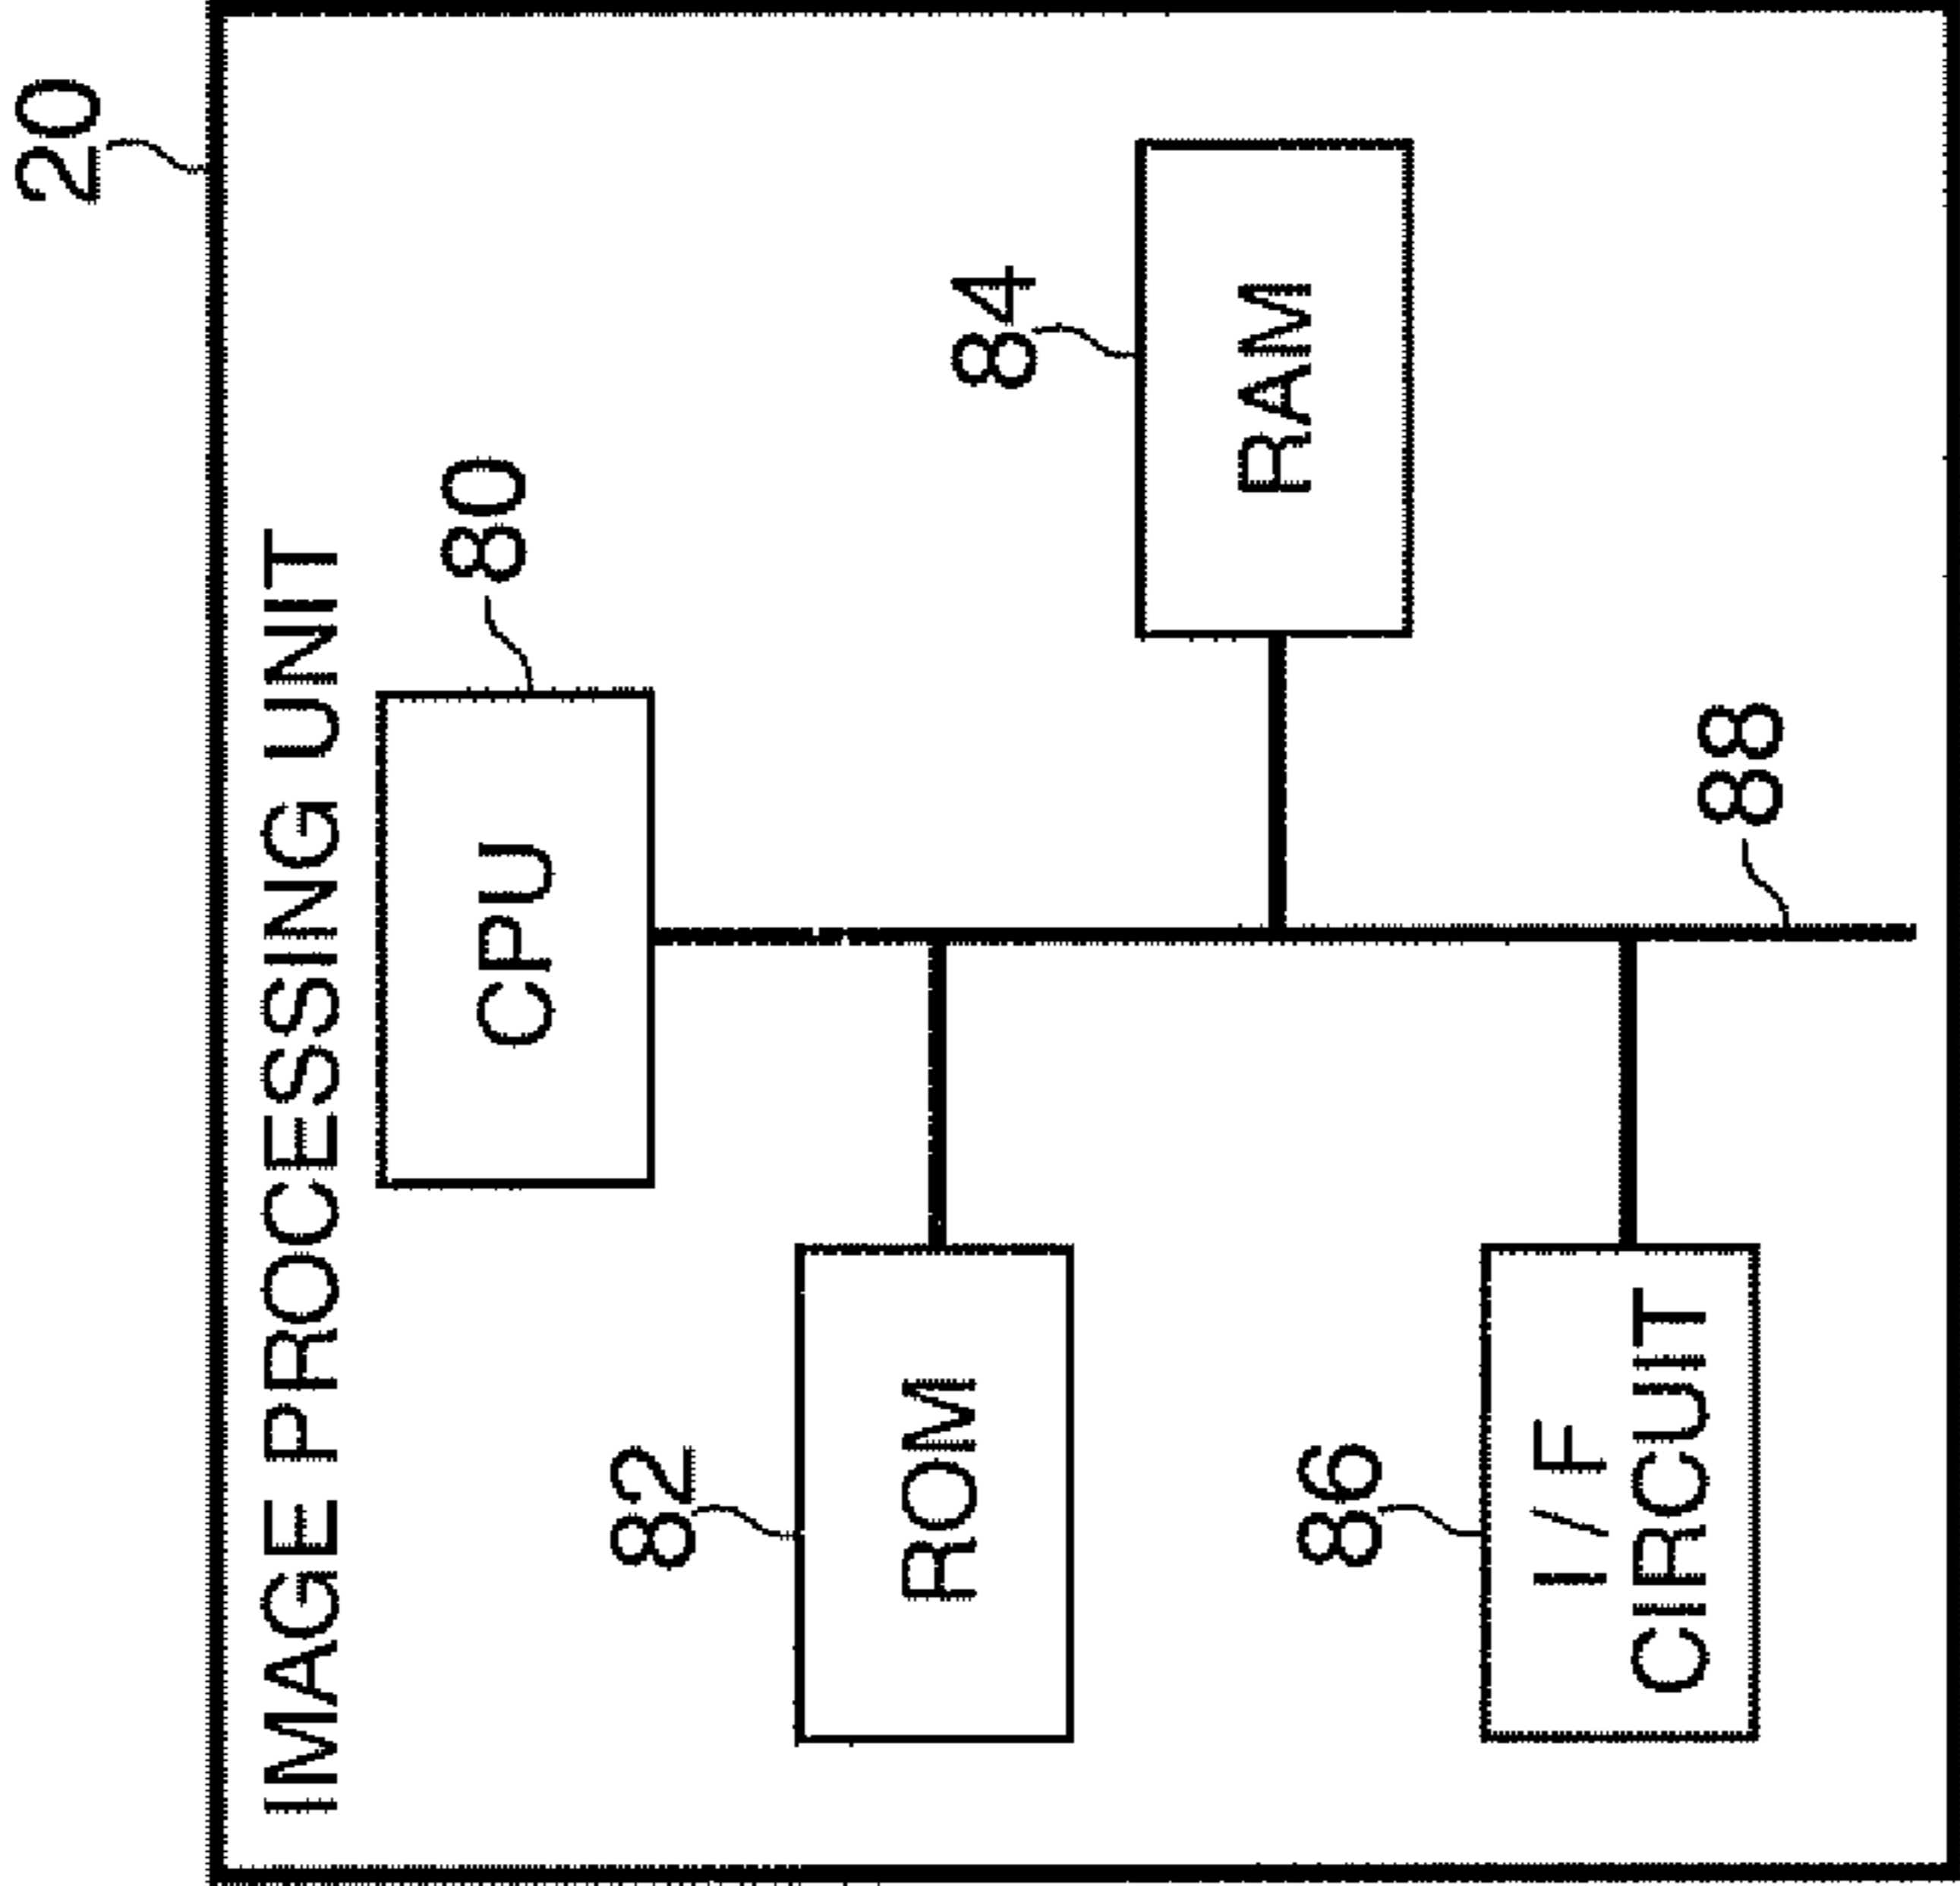 20
IMAGE PROCESSING UNIT
80
CPU
82
ROM
84
RAM
86
I / F
CIRCUIT
88